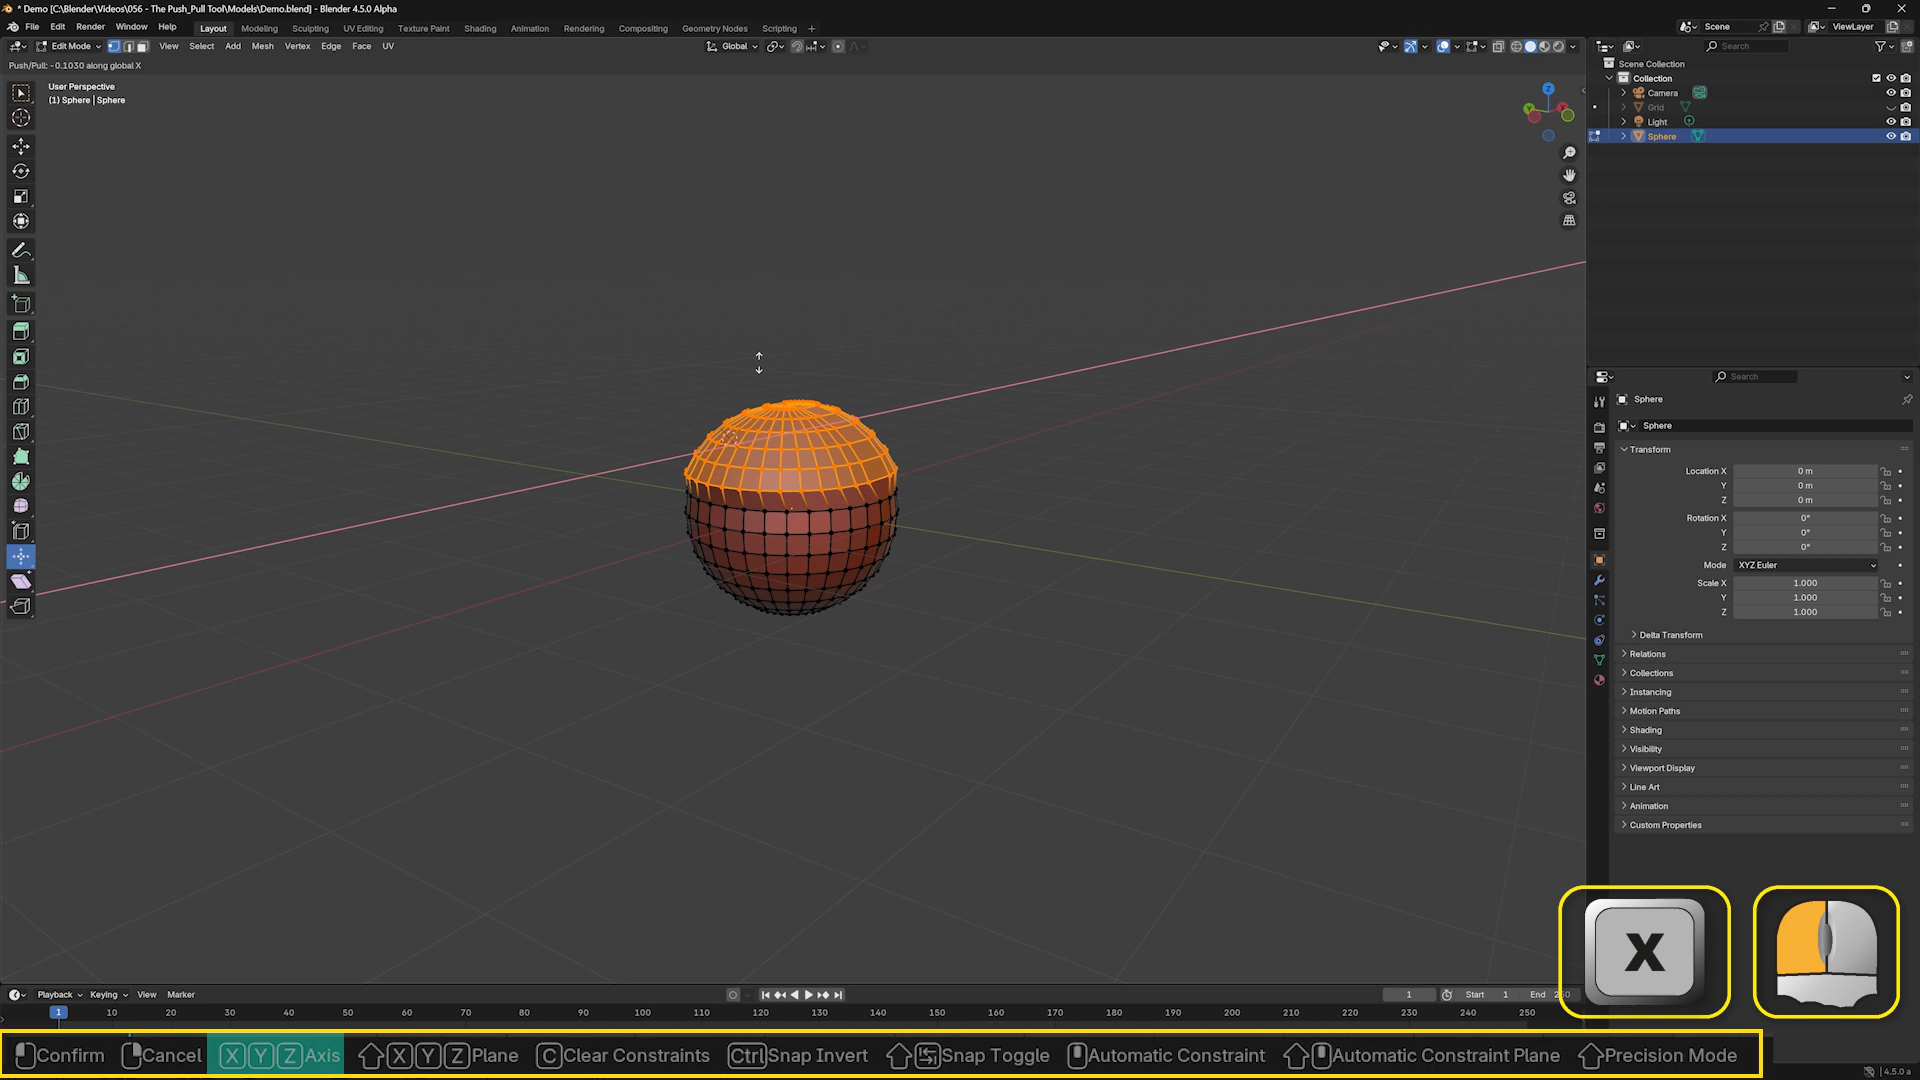 * Demo [C:\Blender\Videos\056 - The Push_Pull Tool\Models\Demo.blend] - Blender 4.5.0 Alpha
File Edit Render Window Help
Layout Modeling Sculpting UV Editing Texture Paint Shading Animation Rendering Compositing Geometry Nodes Scripting +
Scene
ViewLayer
Edit Mode View Select Add Mesh Vertex Edge Face UV
Global
Search
Push/Pull: -0.1030 along global X
User Perspective
(1) Sphere | Sphere
Z
Y
X
Scene Collection
Collection
Camera
Grid
Light
Sphere
Search
Sphere
Sphere
Transform
Location X 0 m
Y 0 m
Z 0 m
Rotation X 0°
Y 0°
Z 0°
Mode XYZ Euler
Scale X 1.000
Y 1.000
Z 1.000
Delta Transform
Relations
Collections
Instancing
Motion Paths
Shading
Visibility
Viewport Display
Line Art
Animation
Custom Properties
X
Playback Keying View Marker
1 Start 1 End
1 10 20 30 40 50 60 70 80 90 100 110 120 130 140 150 160 170 180 190 200 210 220 230 240 250
Confirm Cancel X Y Z Axis X Y Z Plane C Clear Constraints Ctrl Snap Invert Snap Toggle Automatic Constraint Automatic Constraint Plane Precision Mode
4.5.0 a